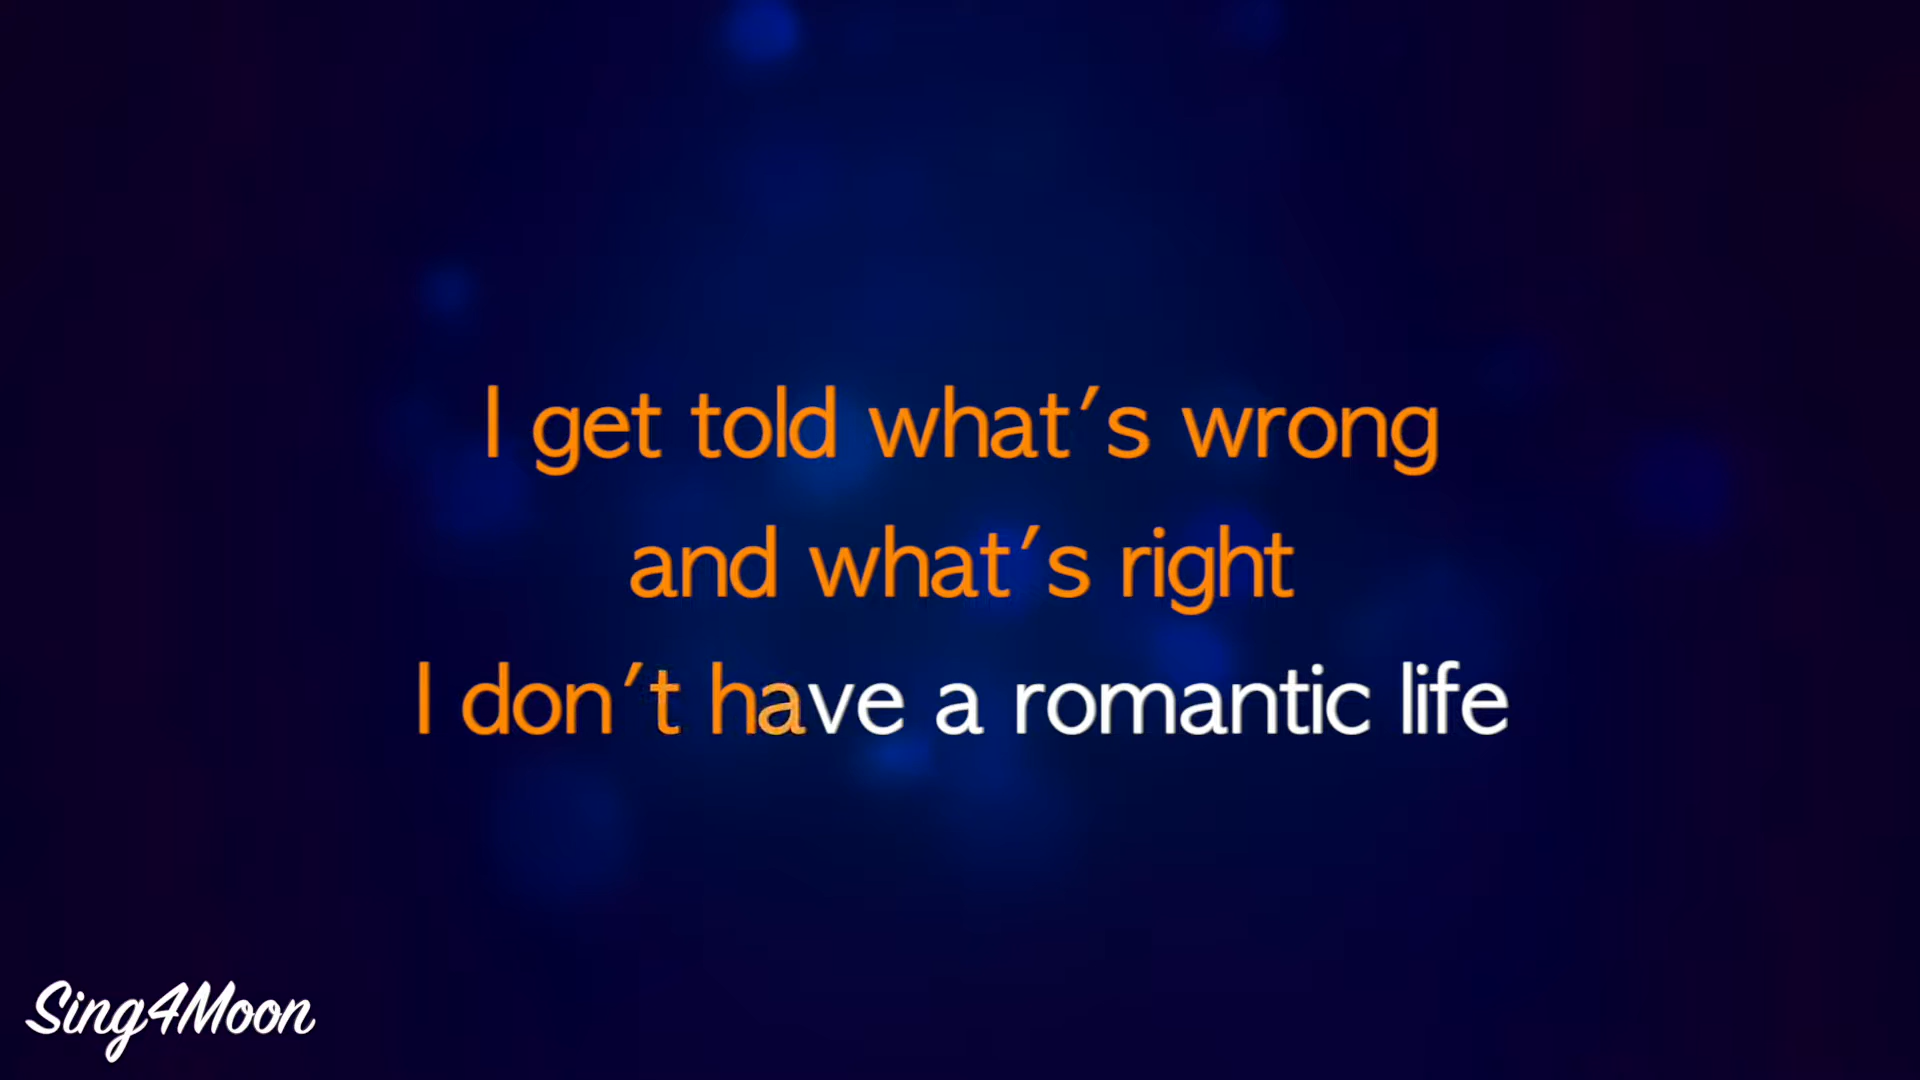 I get told what's wrong
and what's right
I don't have a romantic life
Sing4Moon